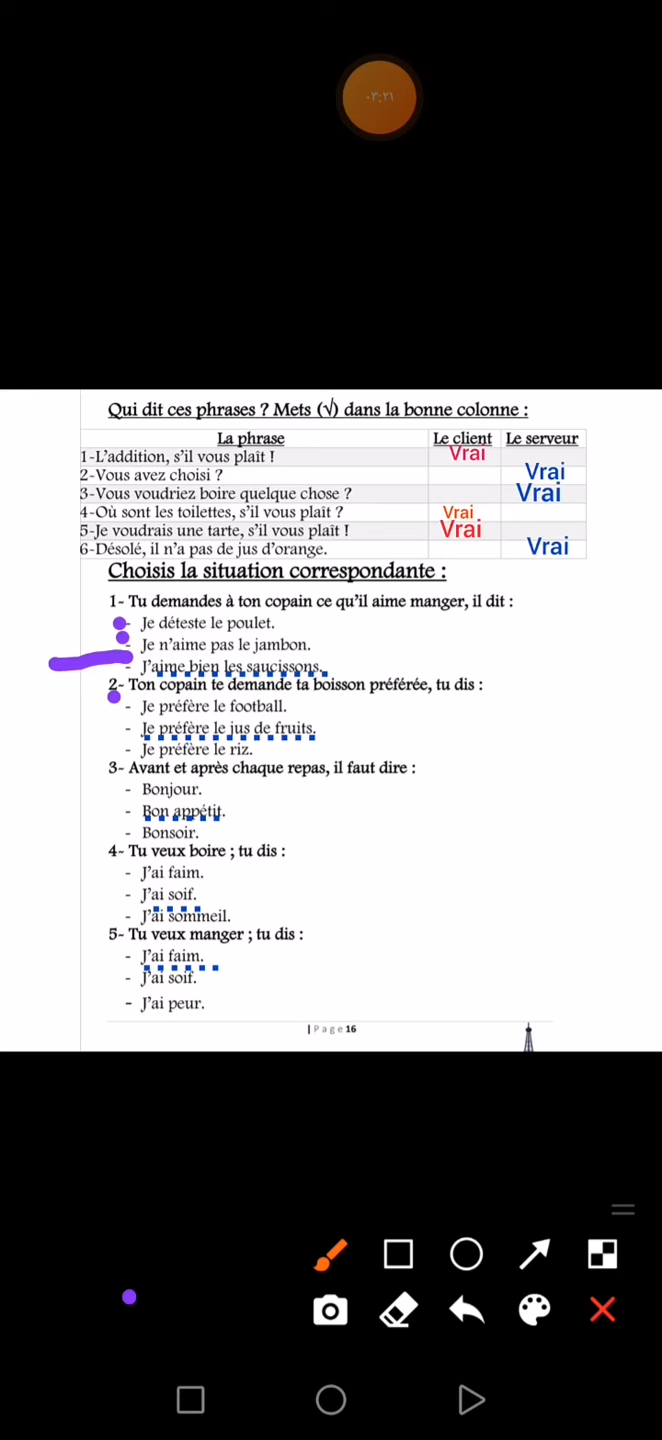 ٠٣:٢١
Qui dit ces phrases ? Mets (√) dans la bonne colonne :
La phrase Le client Le serveur
1-L'addition, s'il vous plaît ! Vrai
2-Vous avez choisi ? Vrai
3-Vous voudriez boire quelque chose ? Vrai
4-Où sont les toilettes, s'il vous plaît ? Vrai
5-Je voudrais une tarte, s'il vous plaît ! Vrai
6-Désolé, il n'a pas de jus d'orange. Vrai
Choisis la situation correspondante :
1- Tu demandes à ton copain ce qu'il aime manger, il dit :
- Je déteste le poulet.
- Je n'aime pas le jambon.
- J'aime bien les saucissons.
2- Ton copain te demande ta boisson préférée, tu dis :
- Je préfère le football.
- Je préfère le jus de fruits.
- Je préfère le riz.
3- Avant et après chaque repas, il faut dire :
- Bonjour.
- Bon appétit.
- Bonsoir.
4- Tu veux boire ; tu dis :
- J'ai faim.
- J'ai soif.
- J'ai sommeil.
5- Tu veux manger ; tu dis :
- J'ai faim.
- J'ai soif.
- J'ai peur.
| Page 16